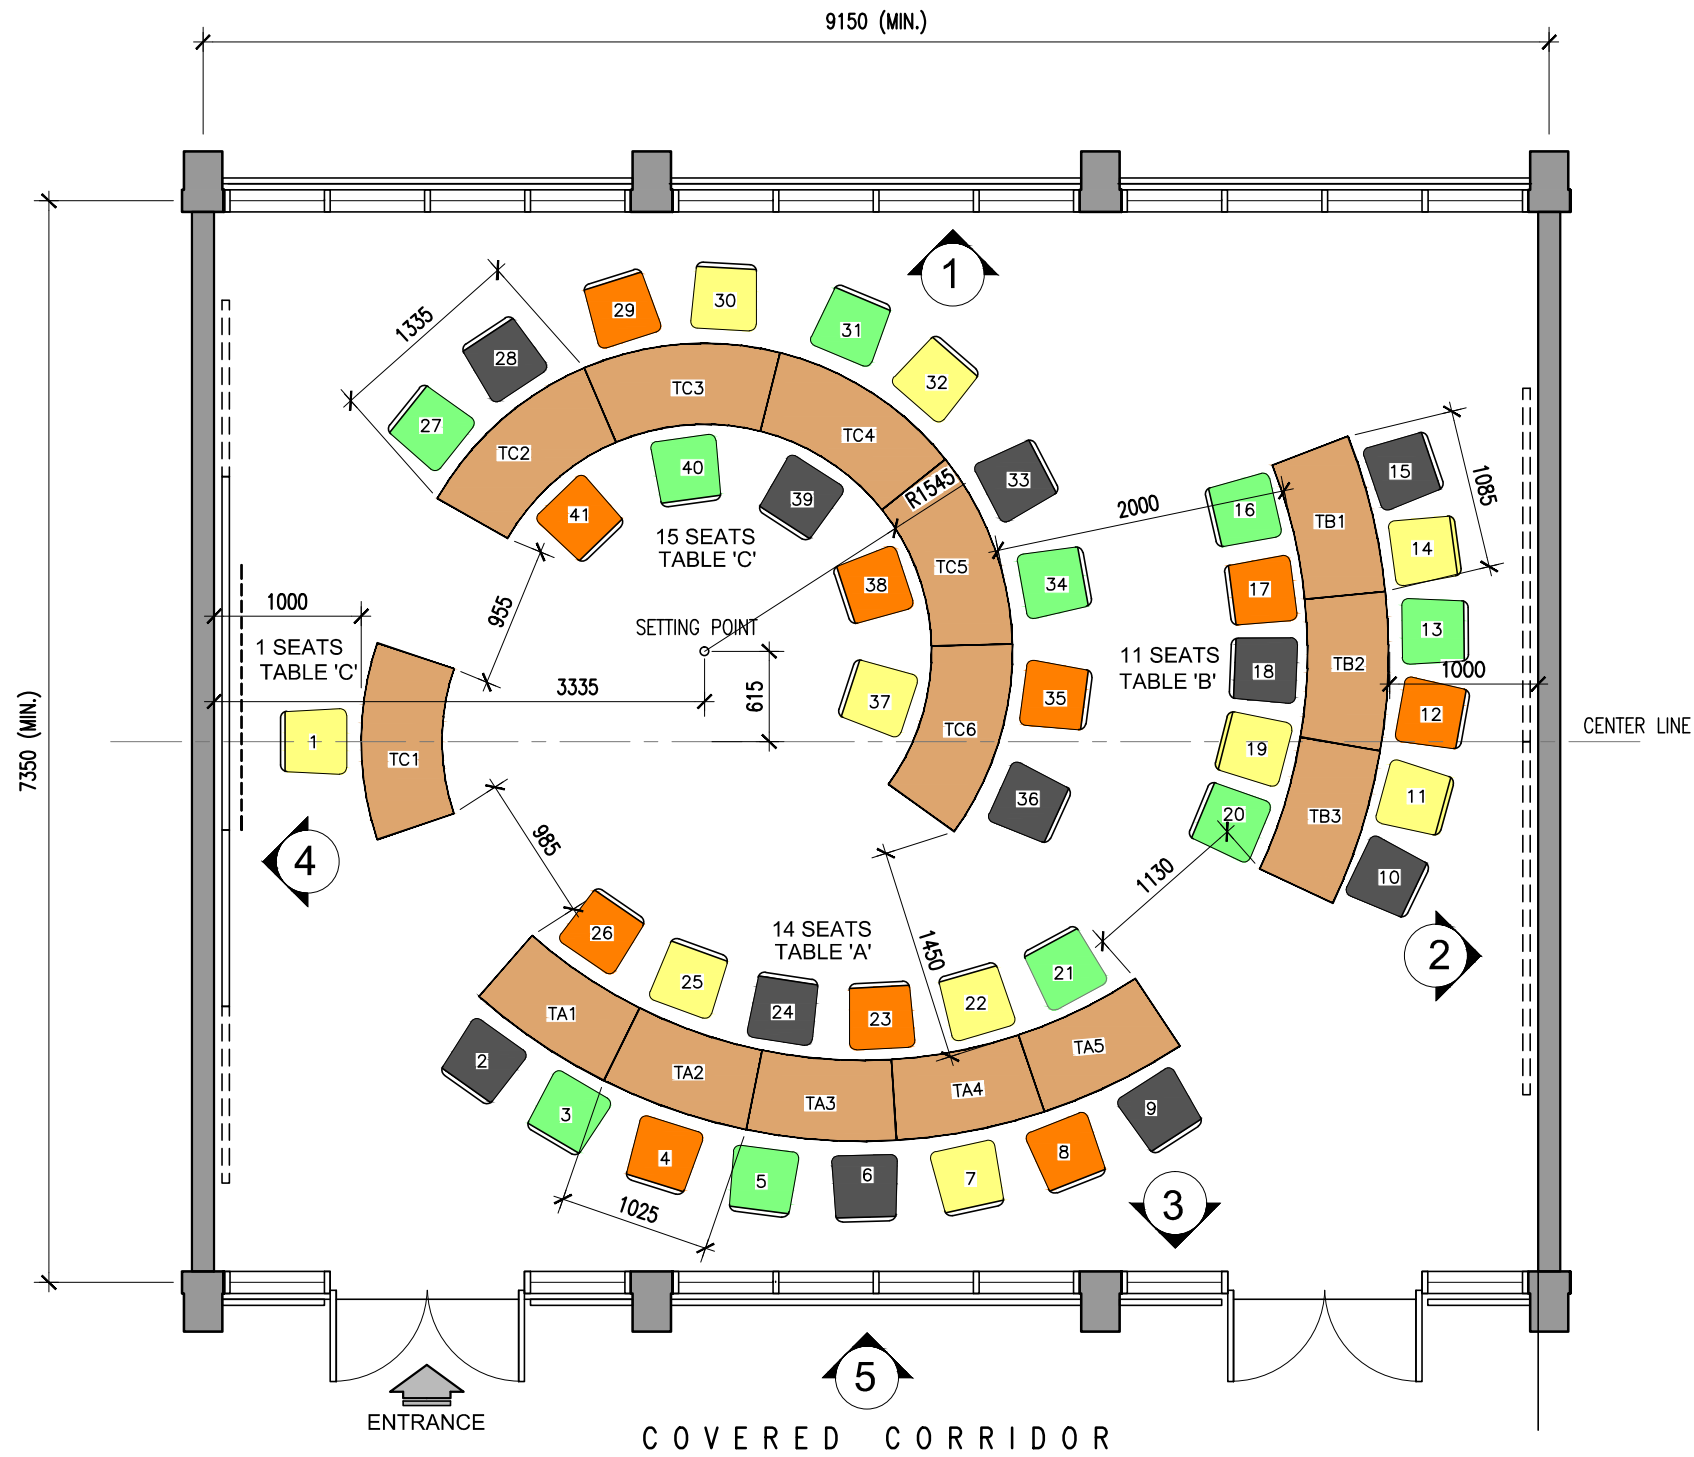 9150 (MIN.)
1
1335
29
30
31
28
32
27
TC3
TC2
TC4
40
39
41
33
R1545
15 SEATS
TABLE 'C'
15
1085
2000
16
TB1
14
TC5
34
38
17
955
1000
SETTING POINT
1 SEATS
TABLE 'C'
11 SEATS
TABLE 'B'
13
18
TB2
1000
3335
615
37
35
12
TC6
CENTER LINE
7350 (MIN.)
1
TC1
19
11
36
20
TB3
985
4
1130
10
26
14 SEATS
TABLE 'A'
1450
2
25
21
24
23
22
TA1
TA5
2
TA2
TA3
TA4
3
9
4
5
6
7
8
1025
3
5
ENTRANCE
COVERED CORRIDOR